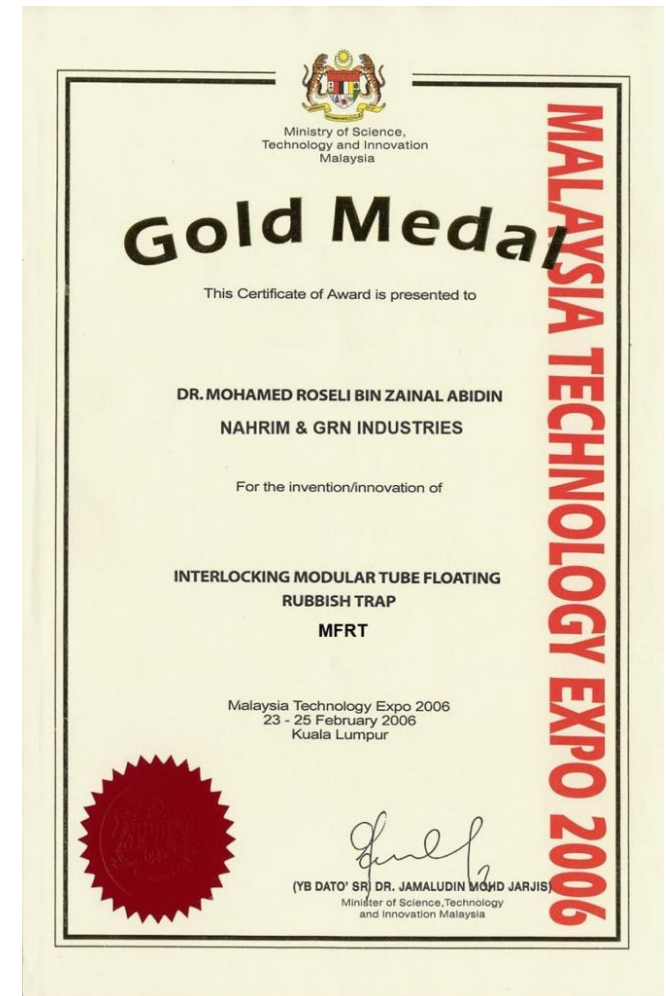 Ministry of Science,
Technology and Innovation
Malaysia
Gold Medal
This Certificate of Award is presented to
DR. MOHAMED ROSELI BIN ZAINAL ABIDIN
NAHRIM & GRN INDUSTRIES
For the invention/innovation of
INTERLOCKING MODULAR TUBE FLOATING
RUBBISH TRAP
MFRT
Malaysia Technology Expo 2006
23 - 25 February 2006
Kuala Lumpur
(YB DATO' SRI DR. JAMALUDIN MOHD JARJIS)
Minister of Science,Technology
and Innovation Malaysia
MALAYSIA TECHNOLOGY EXPO 2006